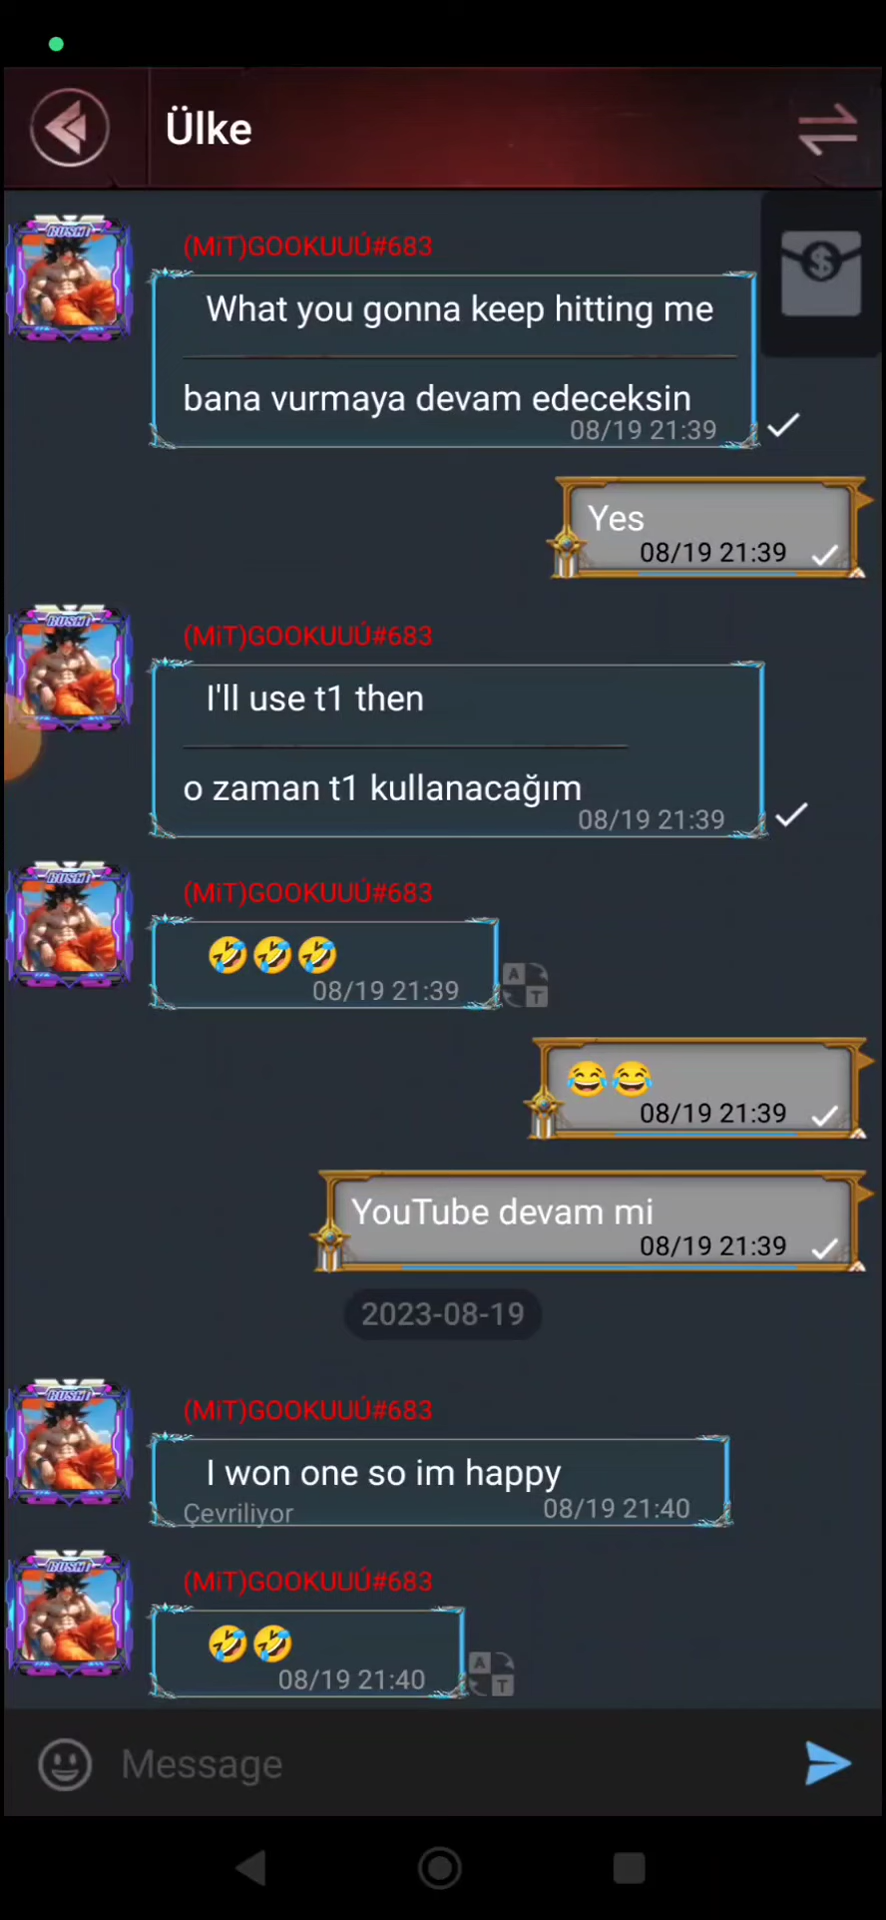 Ülke
(MiT)GOOKUUÚ#683
What you gonna keep hitting me
bana vurmaya devam edeceksin
08/19 21:39
Yes
08/19 21:39
(MiT)GOOKUUÚ#683
I'll use t1 then
o zaman t1 kullanacağım
08/19 21:39
(MiT)GOOKUUÚ#683
🤣🤣🤣
08/19 21:39
😂😂
08/19 21:39
YouTube devam mi
08/19 21:39
2023-08-19
(MiT)GOOKUUÚ#683
I won one so im happy
Çevriliyor 08/19 21:40
(MiT)GOOKUUÚ#683
🤣🤣
08/19 21:40
Message